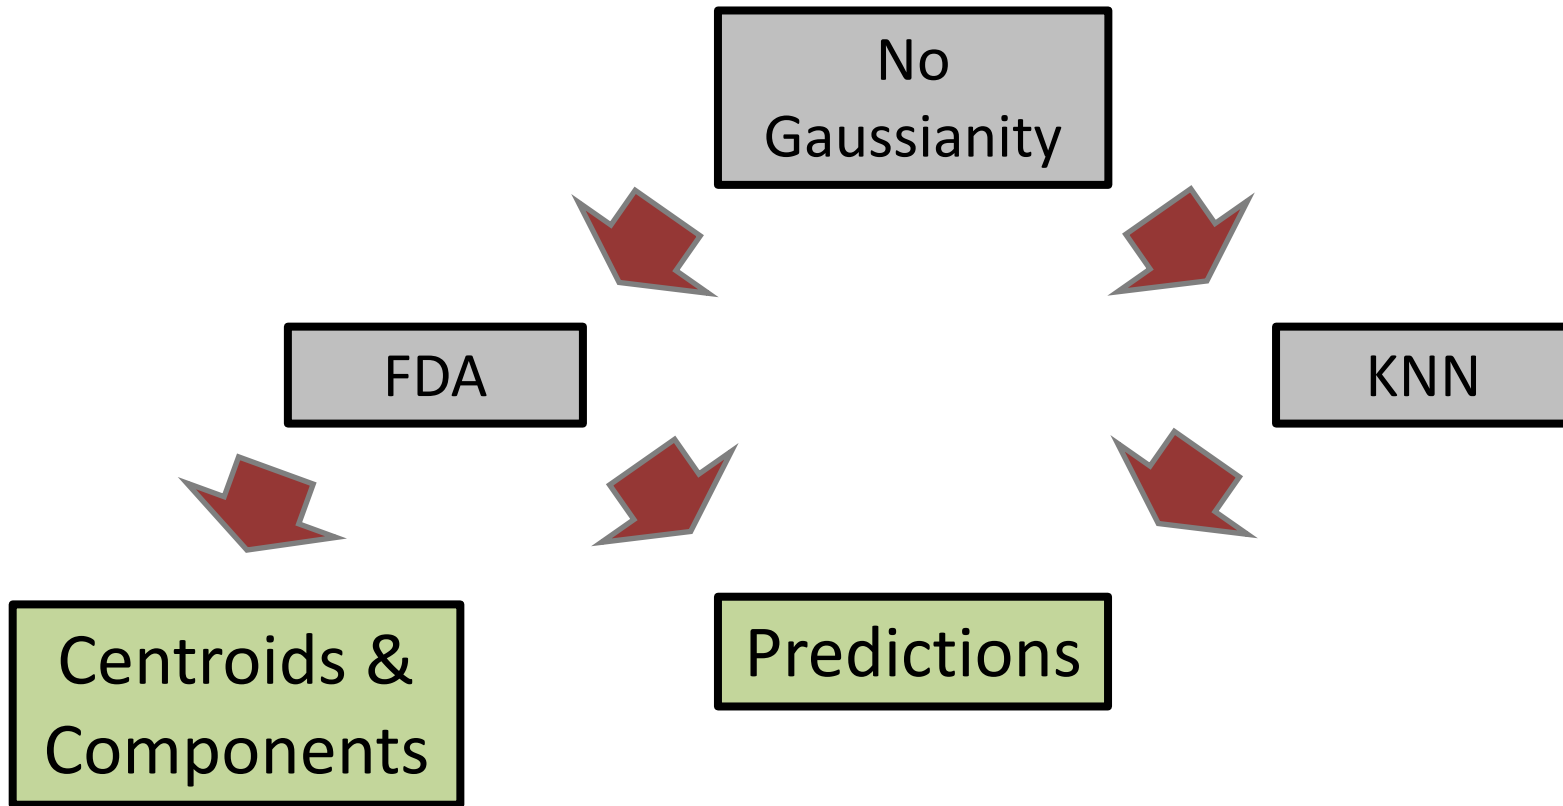 No
Gaussianity
FDA
KNN
Centroids &
Components
Predictions